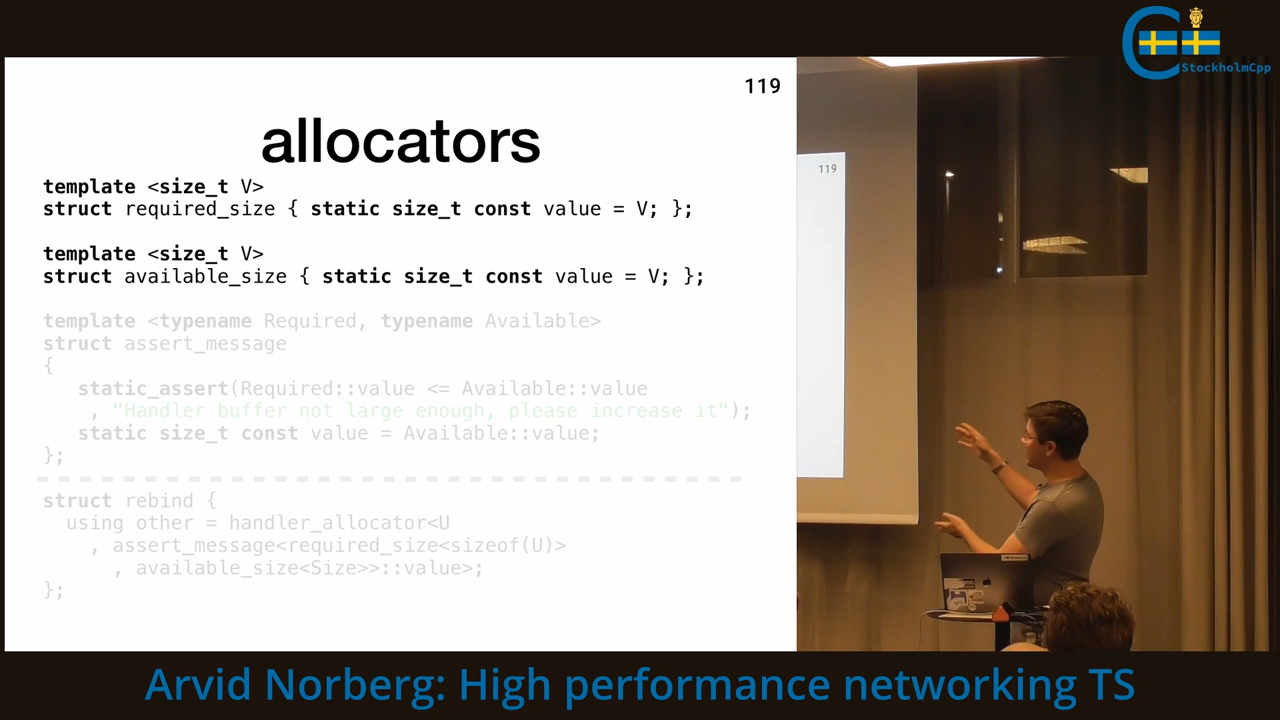 StockholmCpp
119
allocators
template <size_t V>
struct required_size { static size_t const value = V; };
template <size_t V>
struct available_size { static size_t const value = V; };
template <typename Required, typename Available>
struct assert_message
{
static_assert(Required::value <= Available::value
, "Handler buffer not large enough, please increase it");
static size_t const value = Available::value;
};
struct rebind {
using other = handler_allocator<U
, assert_message<required_size<sizeof(U)>
, available_size<Size>>::value>;
};
119
Arvid Norberg: High performance networking TS